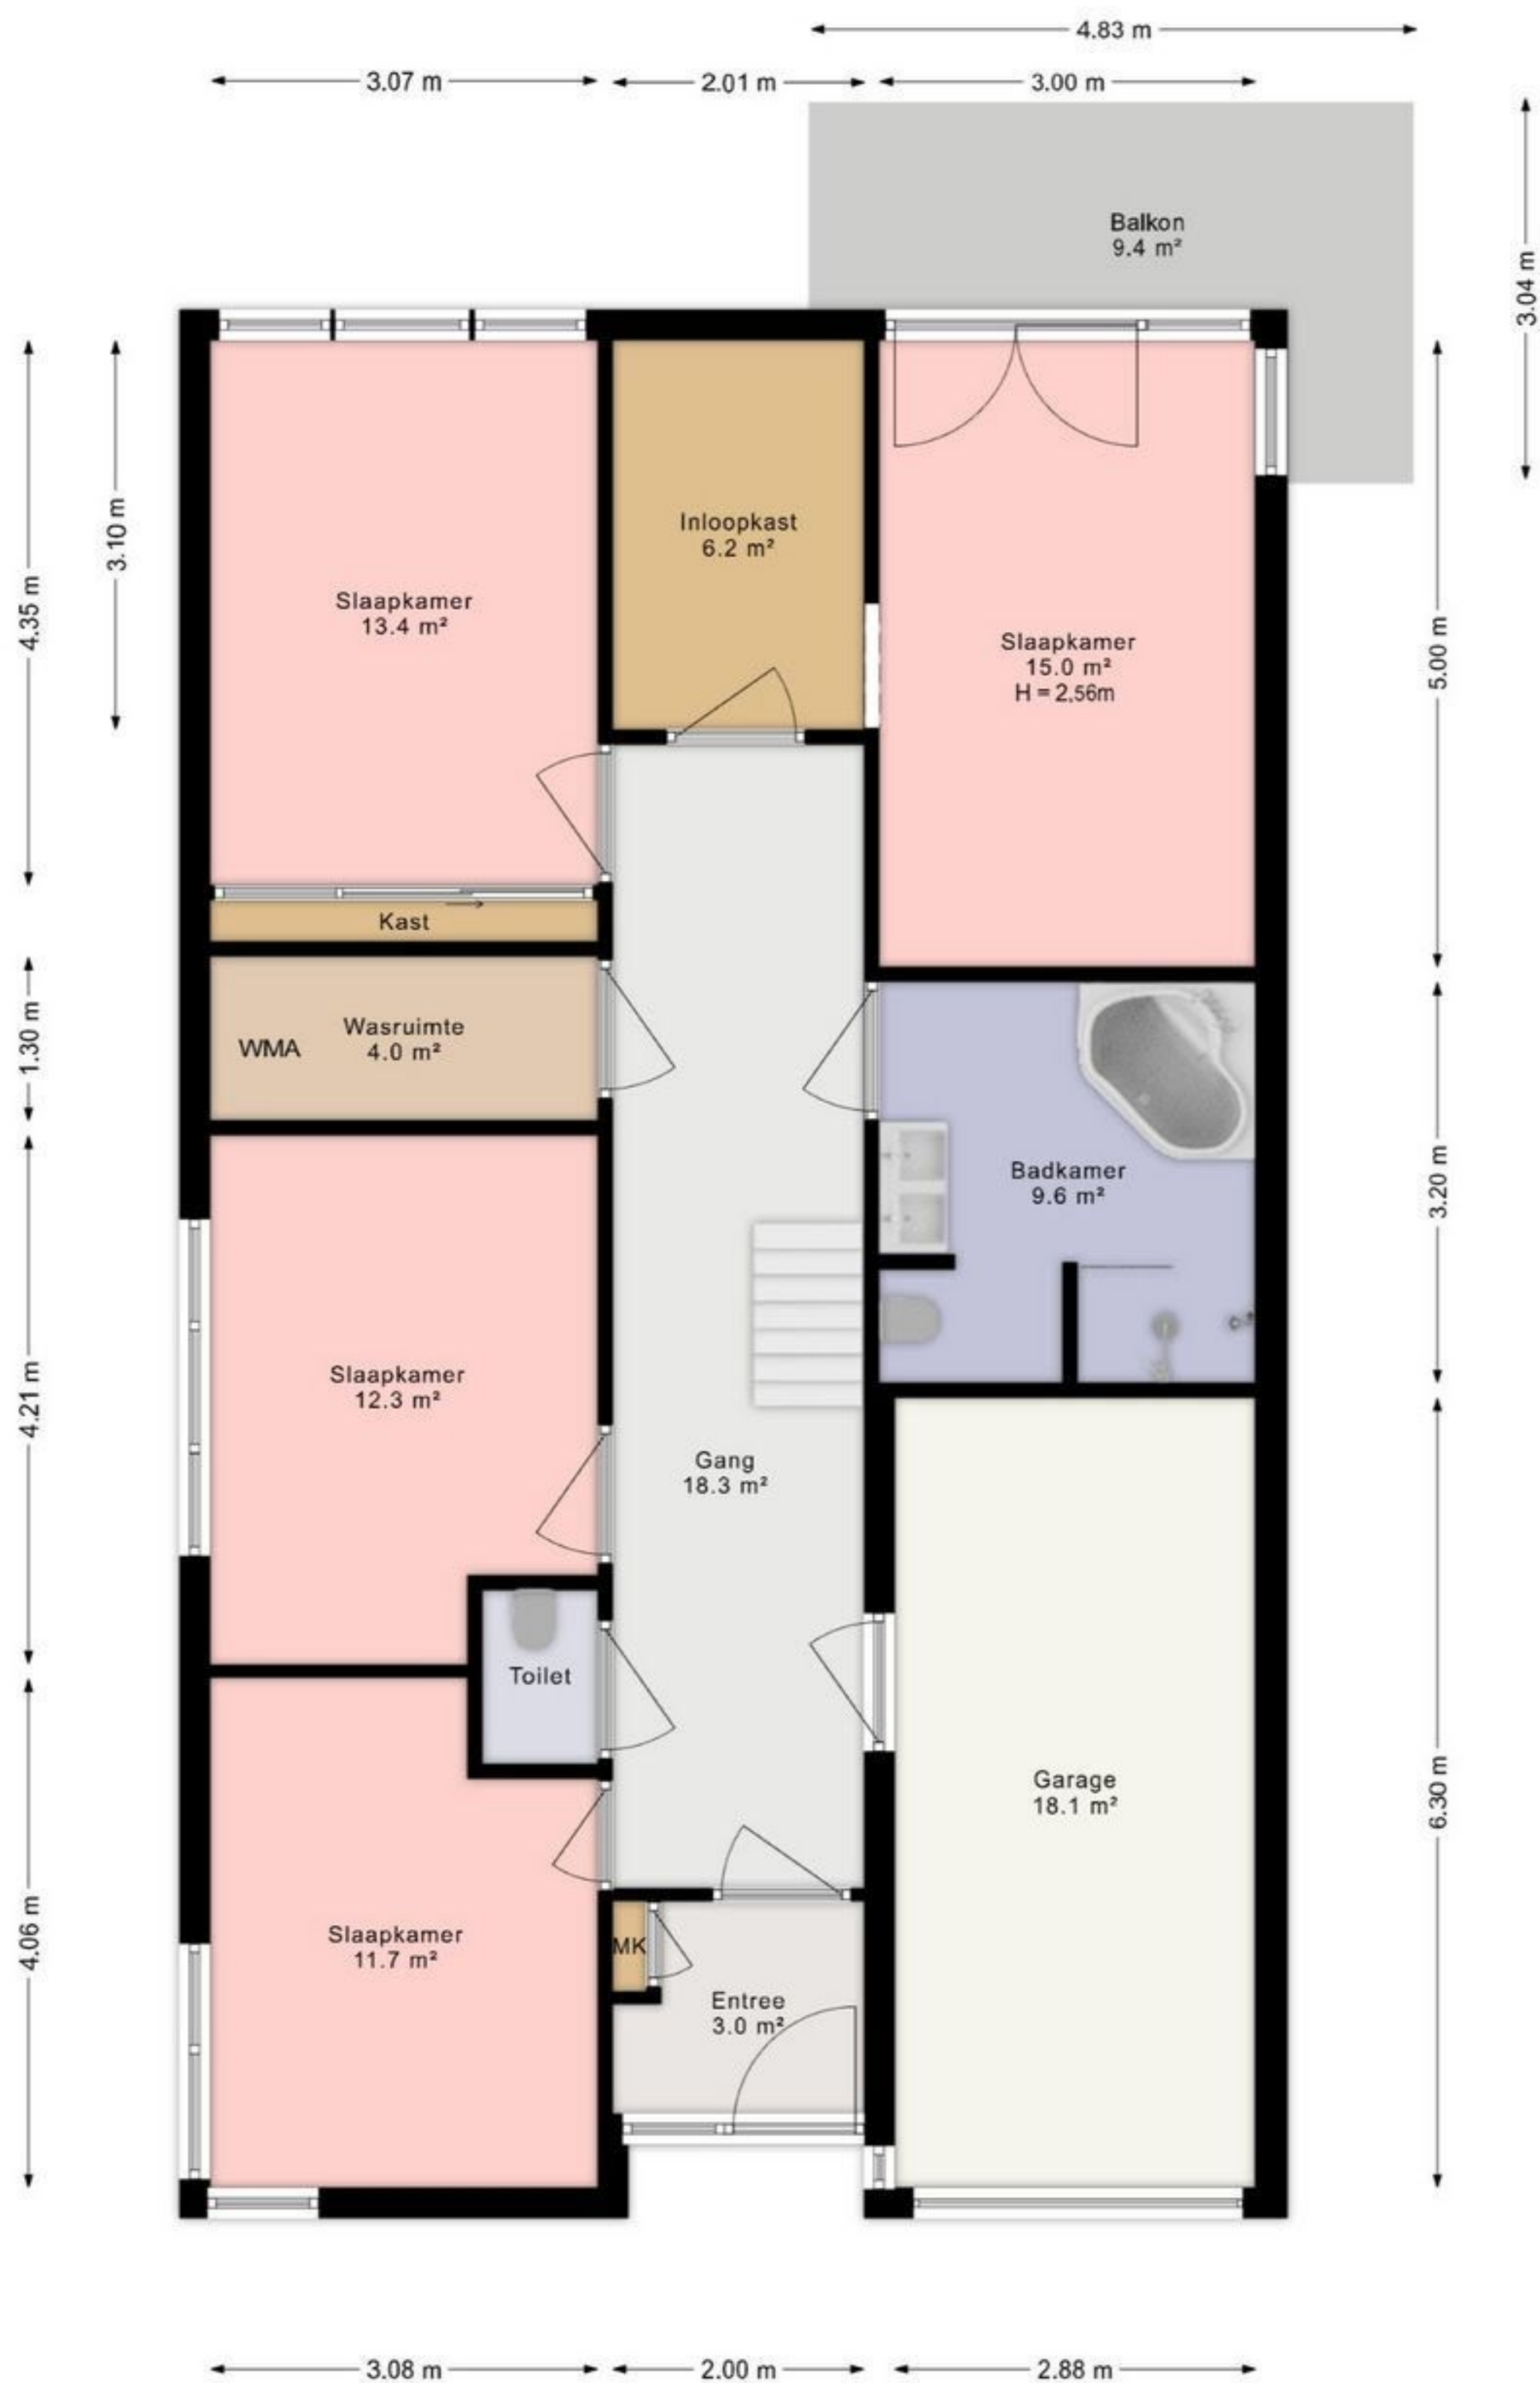 4.83 m
3.07 m
2.01 m
3.00 m
Balkon
9.4 m²
3.04 m
4.35 m
3.10 m
Slaapkamer
13.4 m²
Inloopkast
6.2 m²
Slaapkamer
15.0 m²
H = 2,56m
5.00 m
Kast
1.30 m
WMA
Wasruimte
4.0 m²
Badkamer
9.6 m²
3.20 m
4.21 m
Slaapkamer
12.3 m²
Gang
18.3 m²
Toilet
Garage
18.1 m²
6.30 m
4.06 m
Slaapkamer
11.7 m²
MK
Entree
3.0 m²
3.08 m
2.00 m
2.88 m